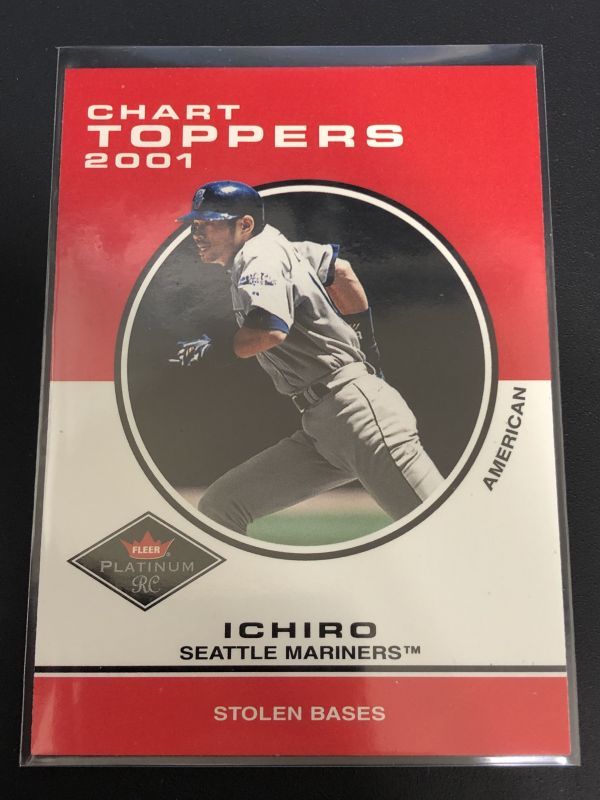 CHART
TOPPERS
2001
AMERICAN
FLEER®
PLATINUM
RC
ICHIRO
SEATTLE MARINERS™
STOLEN BASES